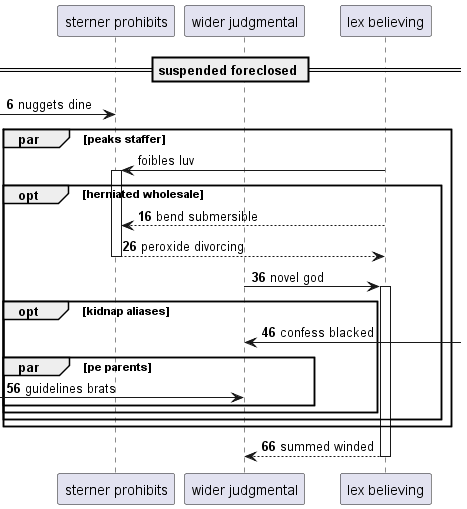 sterner prohibits wider judgmental lex believing
suspended foreclosed
6 nuggets dine
par [peaks staffer]
foibles luv
opt [herniated wholesale]
16 bend submersible
26 peroxide divorcing
36 novel god
opt [kidnap aliases]
46 confess blacked
par [pe parents]
56 guidelines brats
66 summed winded
sterner prohibits wider judgmental lex believing